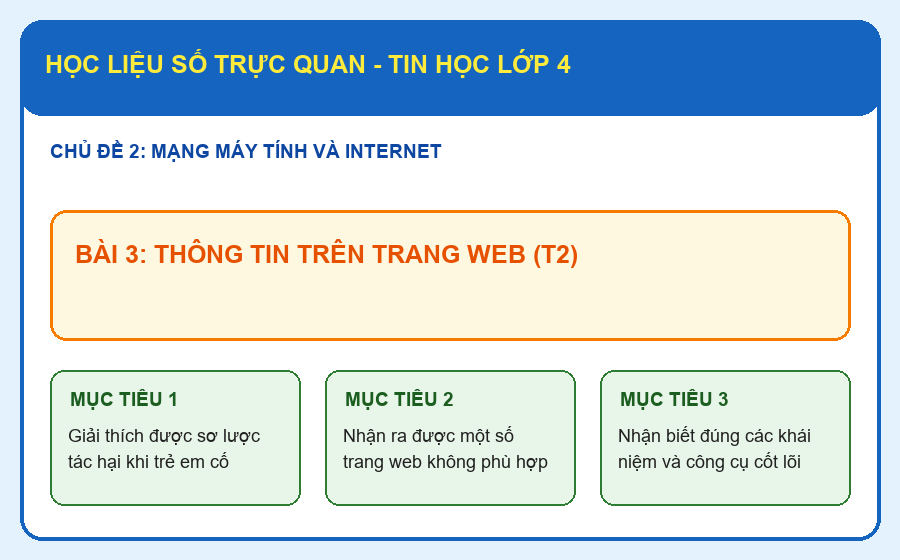 HỌC LIỆU SỐ TRỰC QUAN - TIN HỌC LỚP 4
CHỦ ĐỀ 2: MẠNG MÁY TÍNH VÀ INTERNET
BÀI 3: THÔNG TIN TRÊN TRANG WEB (T2)
MỤC TIÊU 1
Giải thích được sơ lược
tác hại khi trẻ em cố
MỤC TIÊU 2
Nhận ra được một số
trang web không phù hợp
MỤC TIÊU 3
Nhận biết đúng các khái
niệm và công cụ cốt lõi